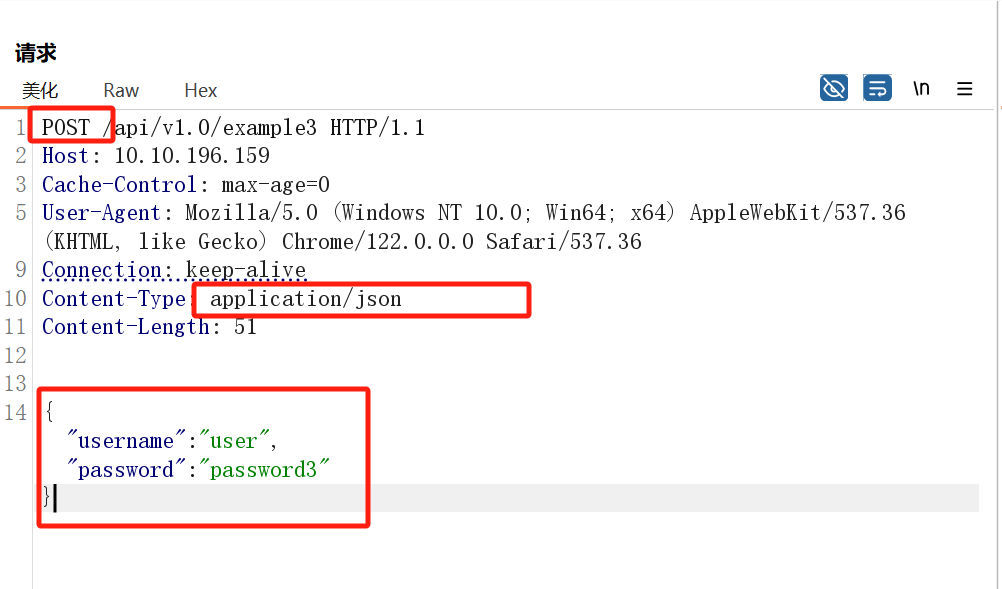 请求
美化 Raw Hex \n
1 POST /api/v1.0/example3 HTTP/1.1
2 Host: 10.10.196.159
3 Cache-Control: max-age=0
5 User-Agent: Mozilla/5.0 (Windows NT 10.0; Win64; x64) AppleWebKit/537.36
(KHTML, like Gecko) Chrome/122.0.0.0 Safari/537.36
9 Connection: keep-alive
10 Content-Type: application/json
11 Content-Length: 51
12
13
14 {
"username":"user",
"password":"password3"
}